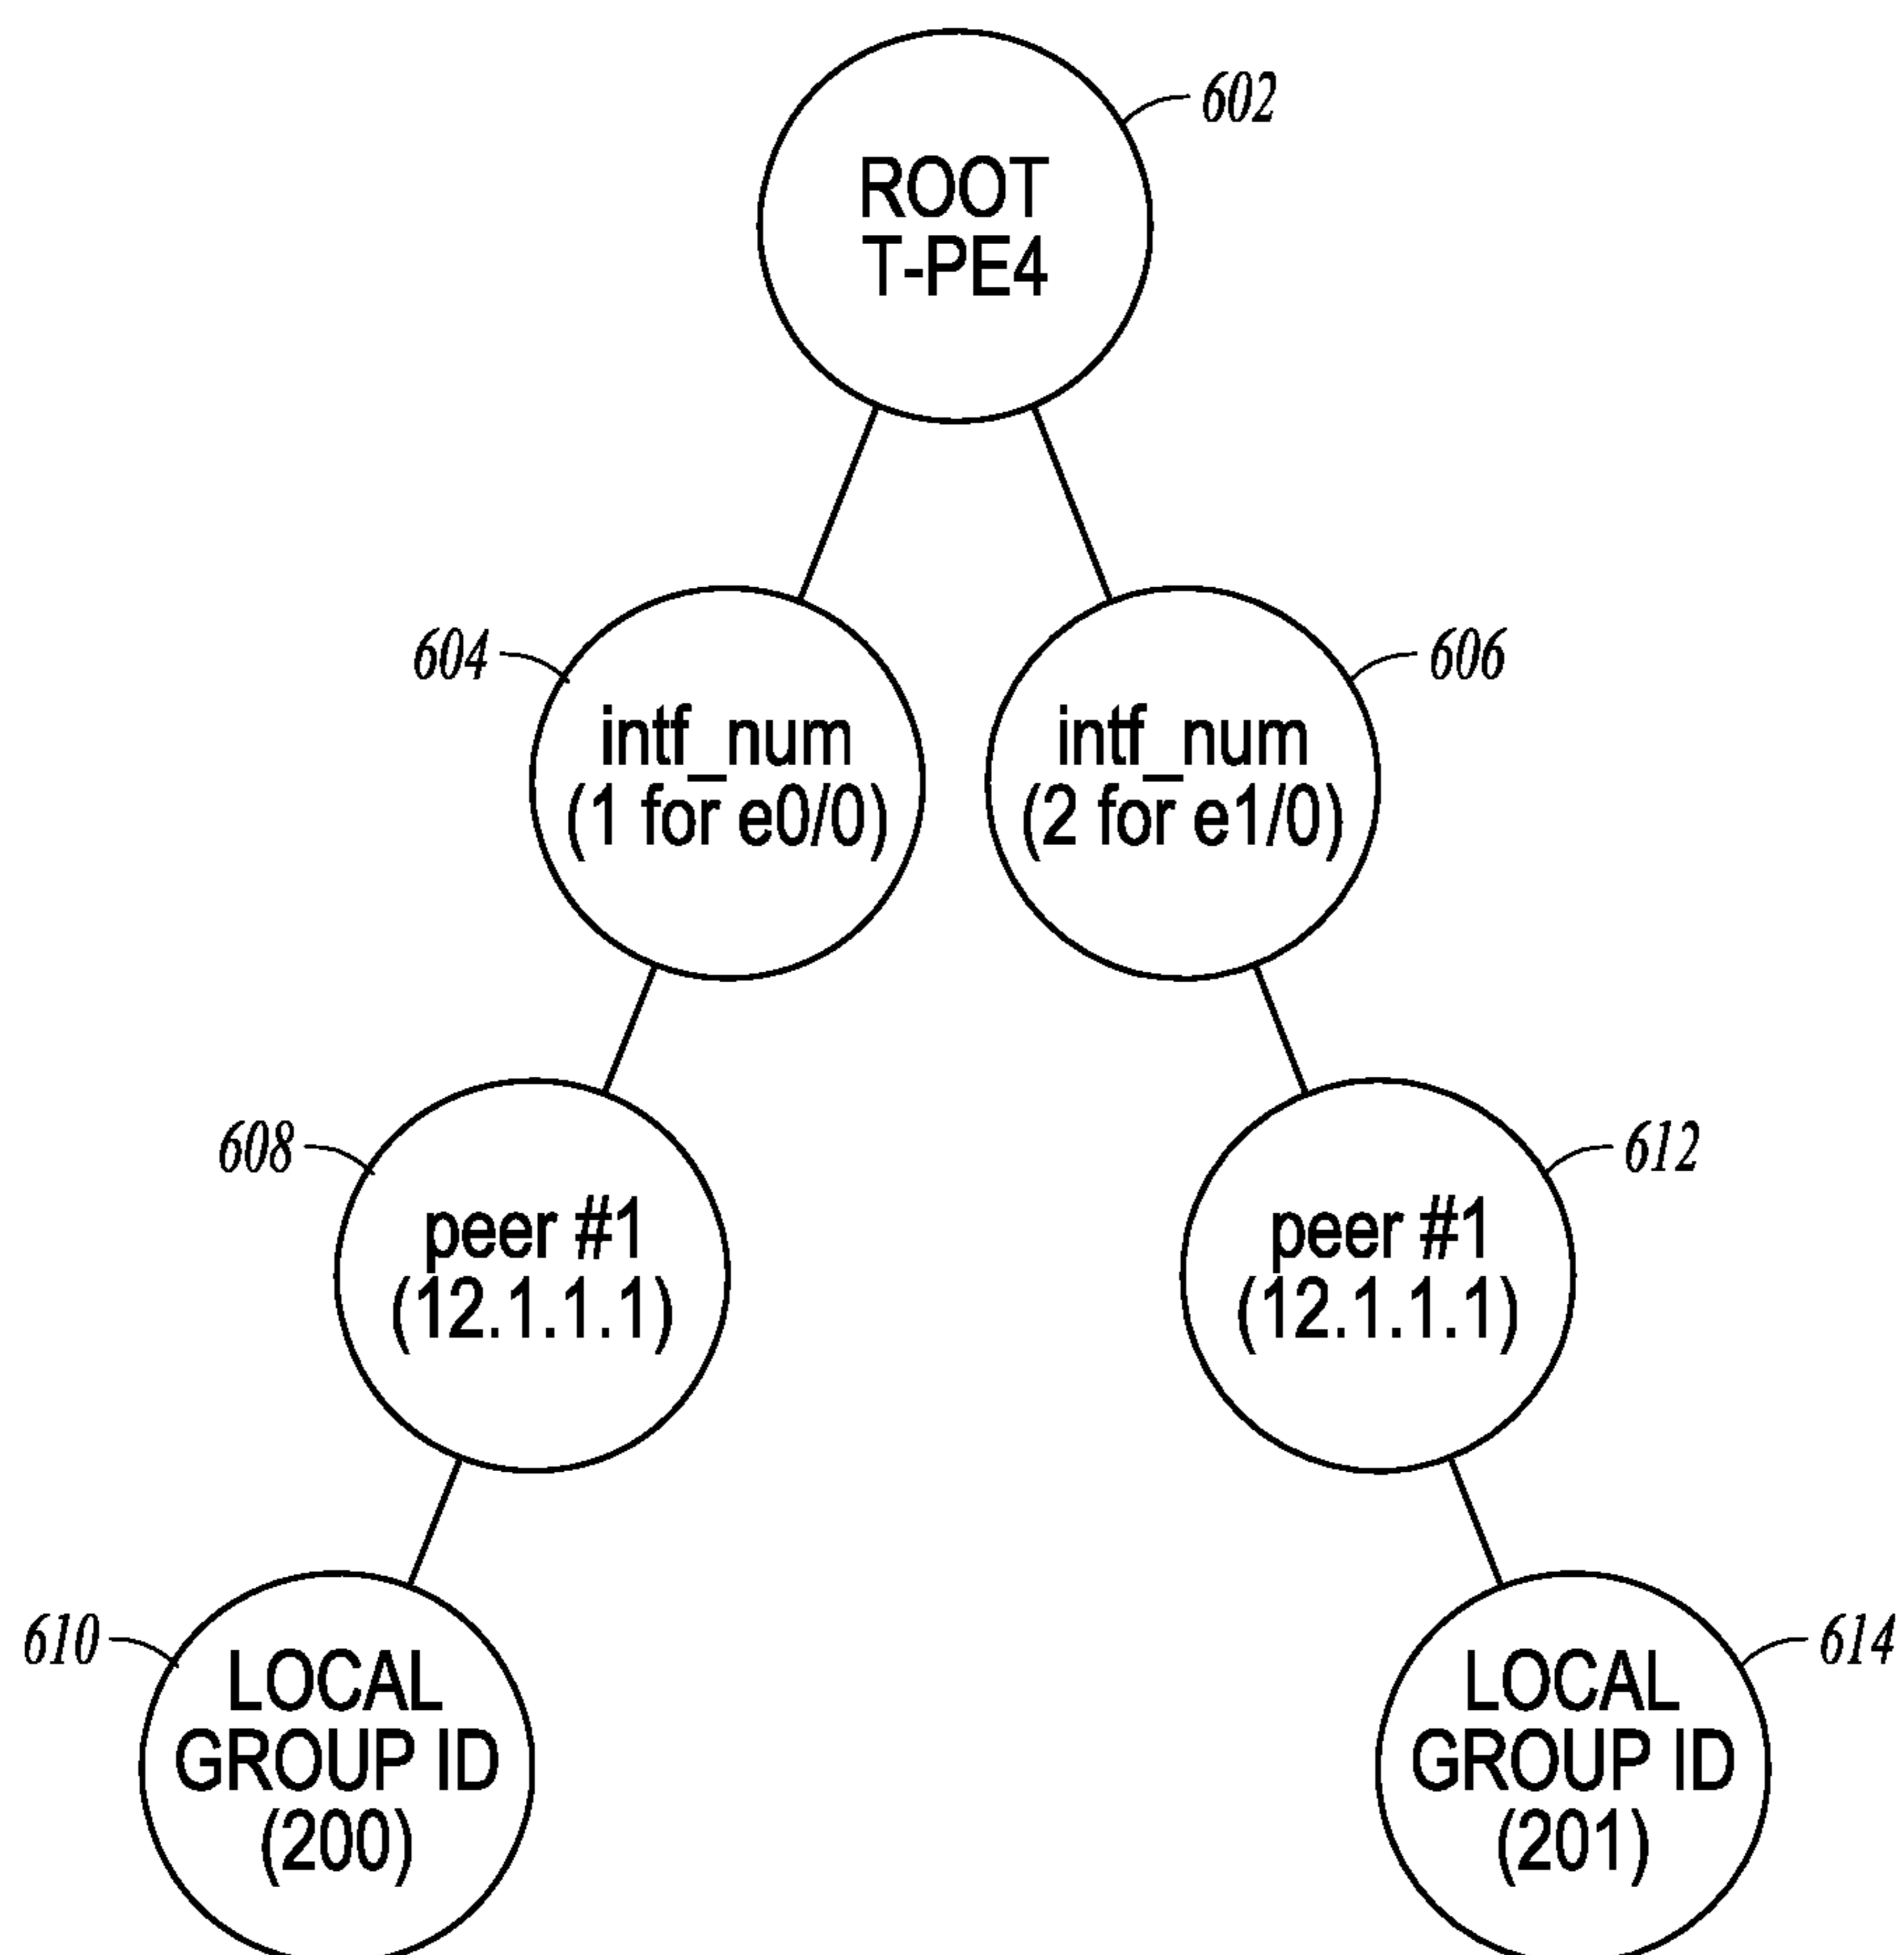 602
ROOT
T-PE4
604
606
intf_num
(1 for e0/0)
intf_num
(2 for e1/0)
608
612
peer #1
(12.1.1.1)
peer #1
(12.1.1.1)
610
614
LOCAL
GROUP ID
(200)
LOCAL
GROUP ID
(201)